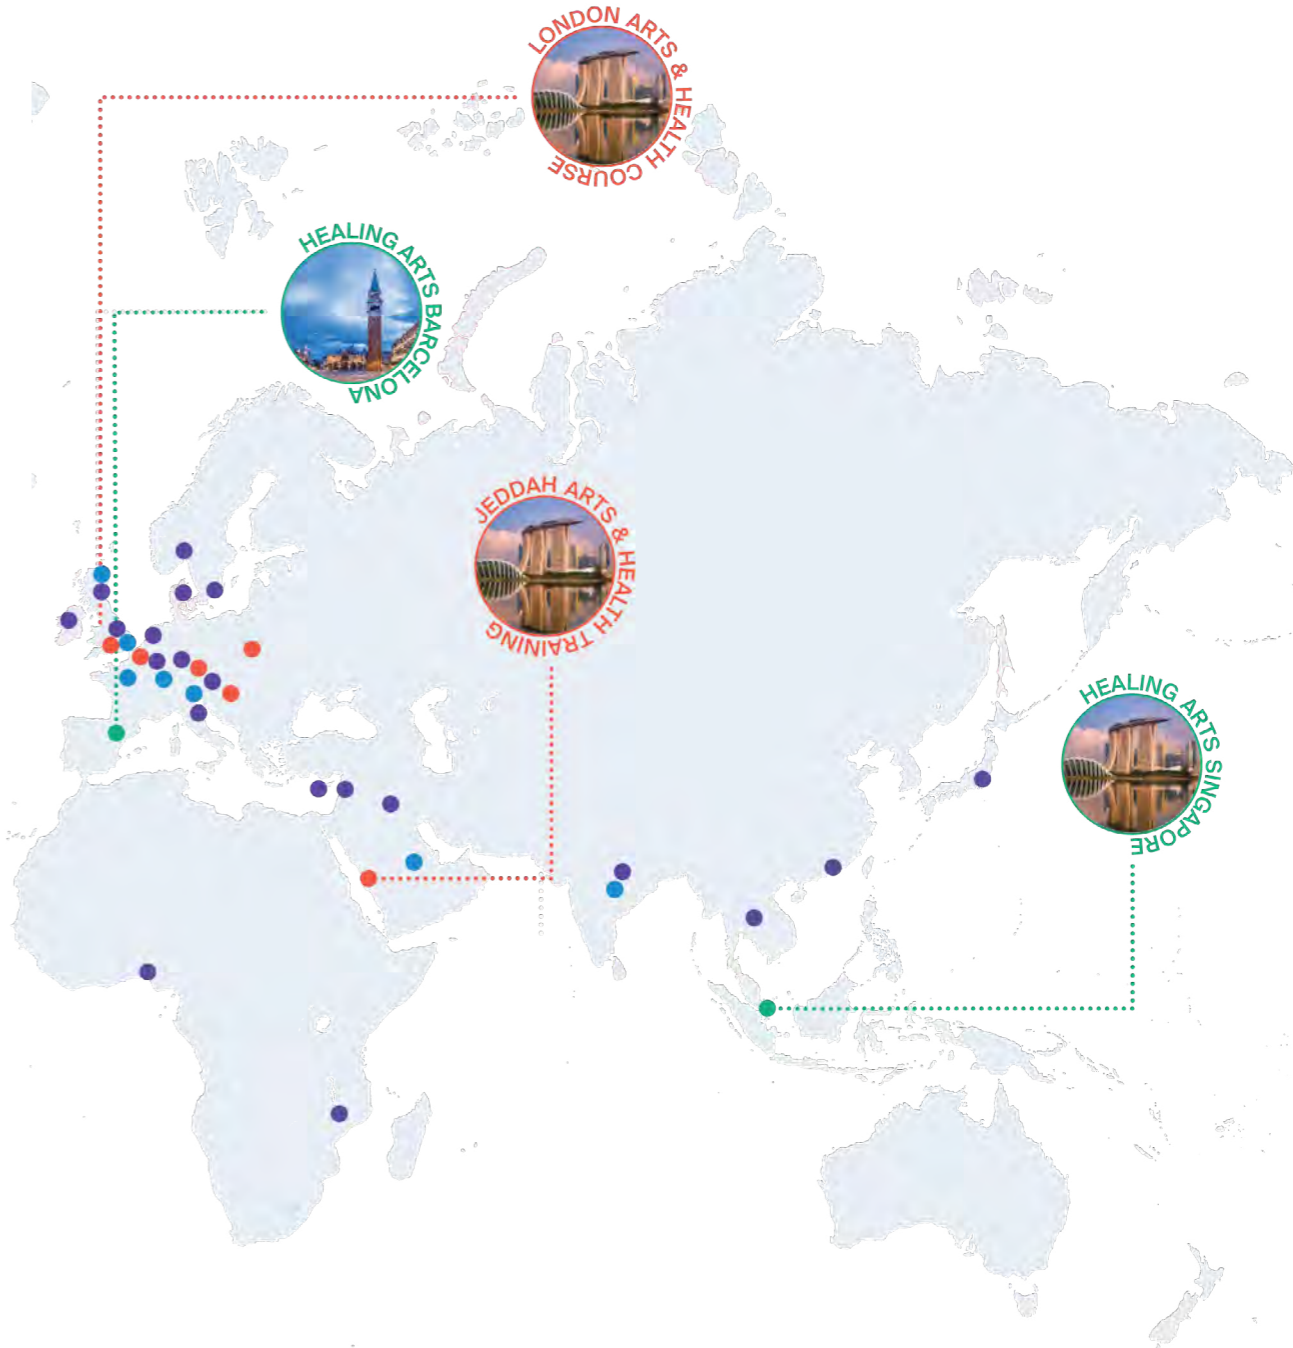 LONDON ARTS & HEALTH COURSE
HEALING ARTS BARCELONA
JEDDAH ARTS & HEALTH TRAINING
HEALING ARTS SINGAPORE